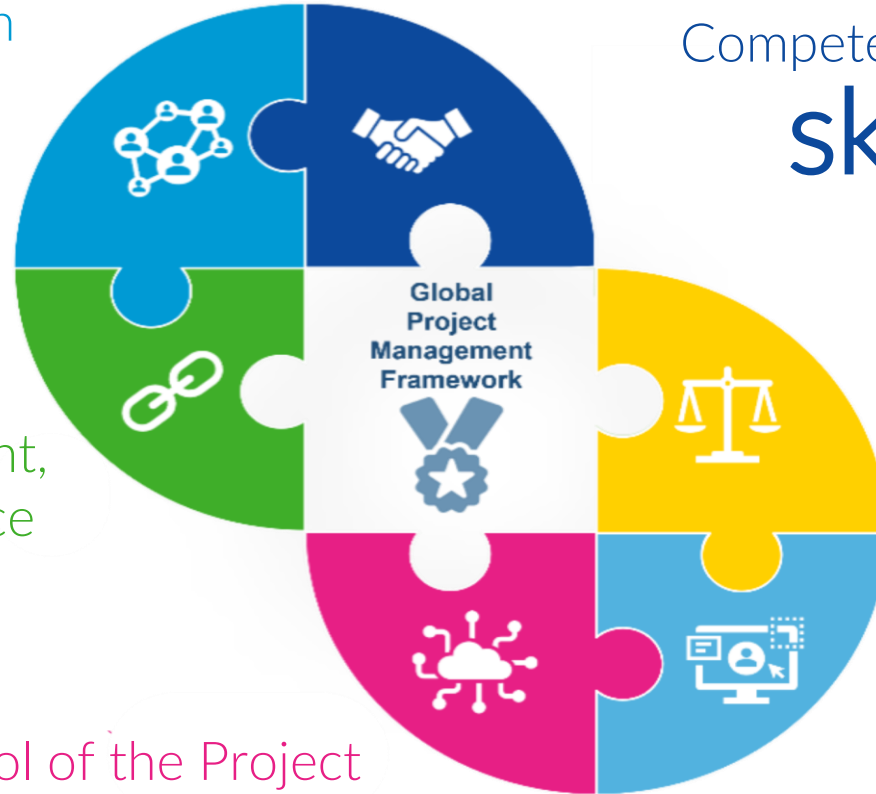 n
Compete
sk
Global
Project
Management
Framework
nt,
ce
ol of the Project